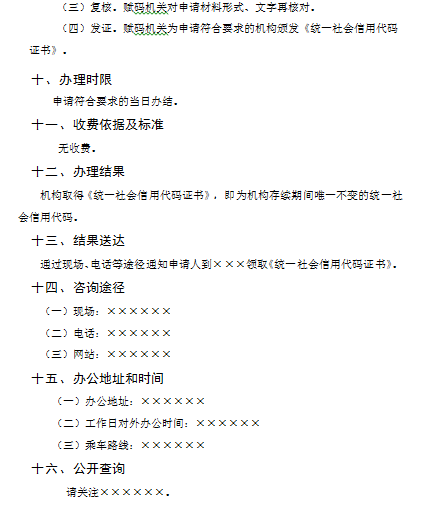 （三）复核。赋码机关对申请材料形式、文字再核对。
（四）发证。赋码机关为申请符合要求的机构颁发《统一社会信用代码
证书》。
十、办理时限
申请符合要求的当日办结。
十一、收费依据及标准
无收费。
十二、办理结果
机构取得《统一社会信用代码证书》，即为机构存续期间唯一不变的统一社
会信用代码。
十三、结果送达
通过现场、电话等途径通知申请人到×××领取《统一社会信用代码证书》。
十四、咨询途径
（一）现场：××××××
（二）电话：××××××
（三）网站：××××××
十五、办公地址和时间
（一）办公地址：××××××
（二）工作日对外办公时间：××××××
（三）乘车路线：××××××
十六、公开查询
请关注××××××。